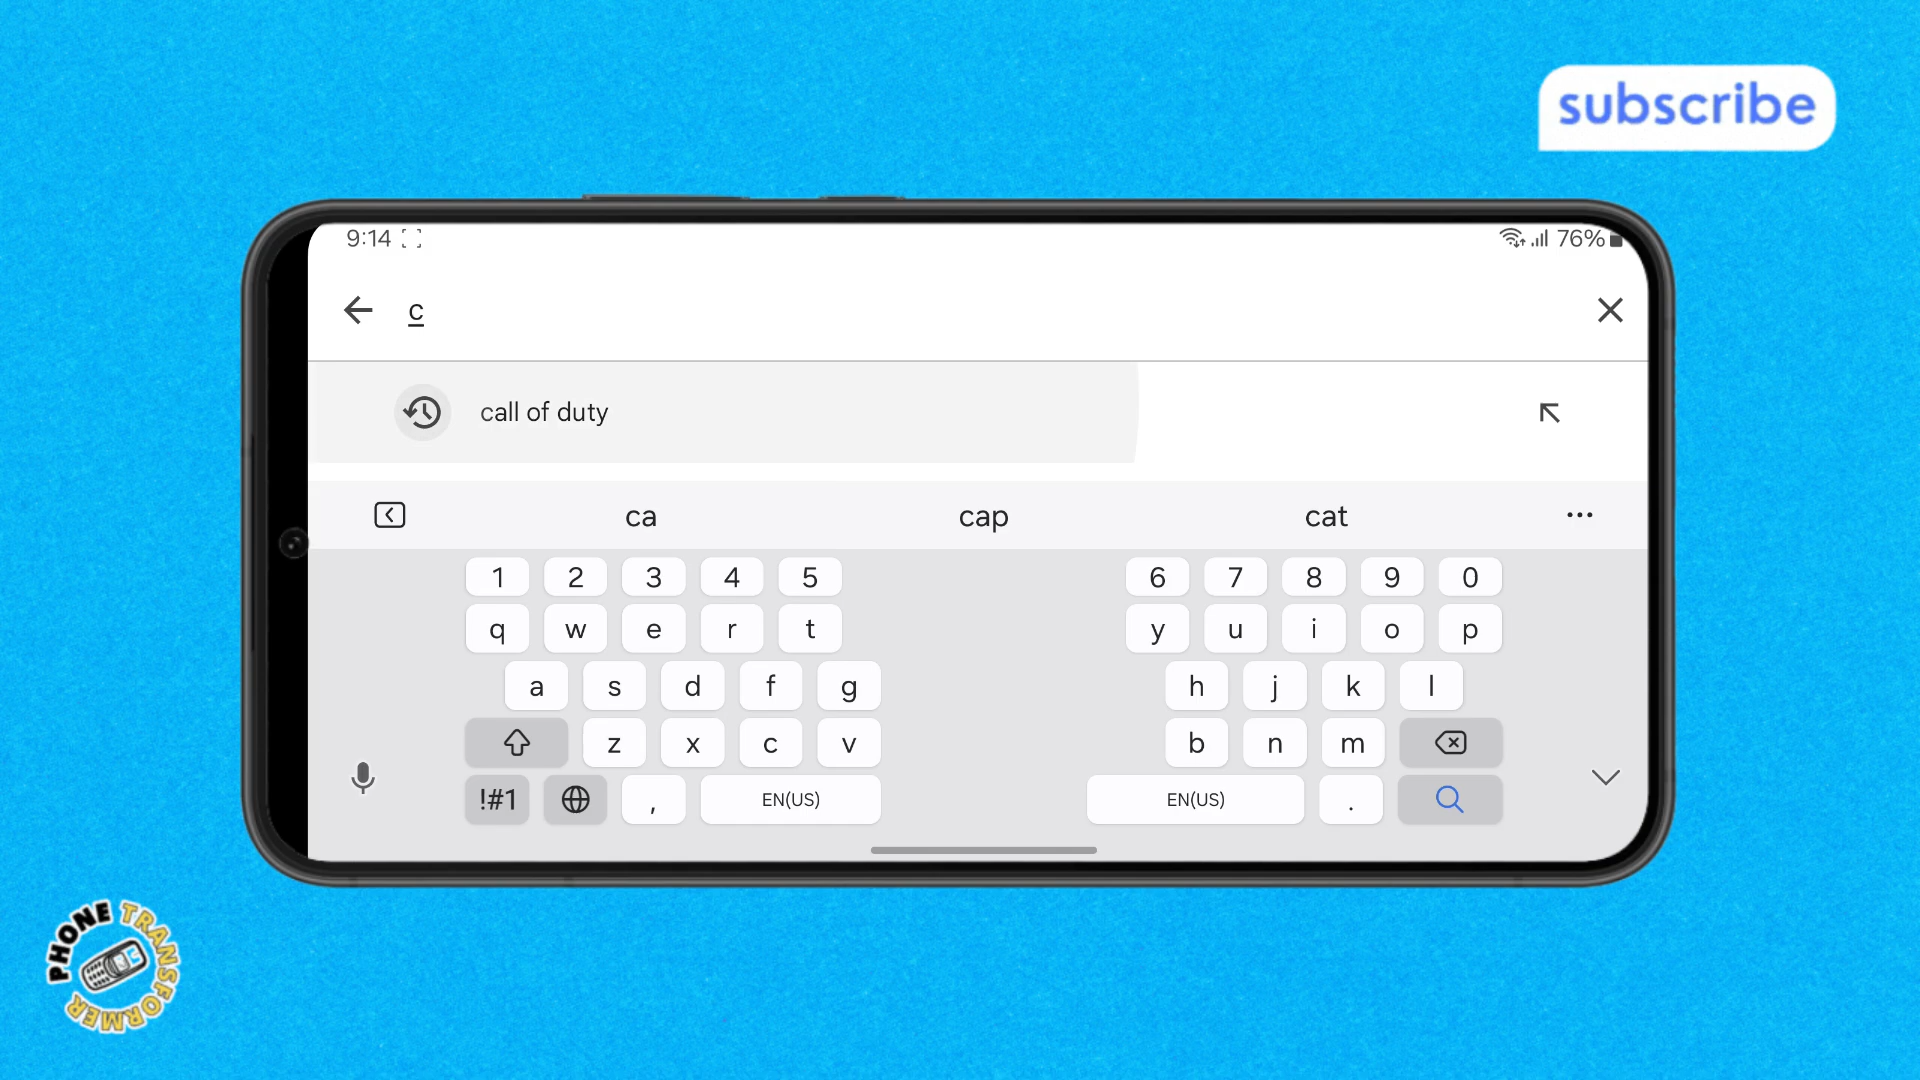 subscribe
9:14 76%
c
call of duty
ca cap cat
1 2 3 4 5 6 7 8 9 0
q w e r t y u i o p
a s d f g h j k l
z x c v b n m
!#1 , EN(US) EN(US) .
PHONE TRANSFORMER